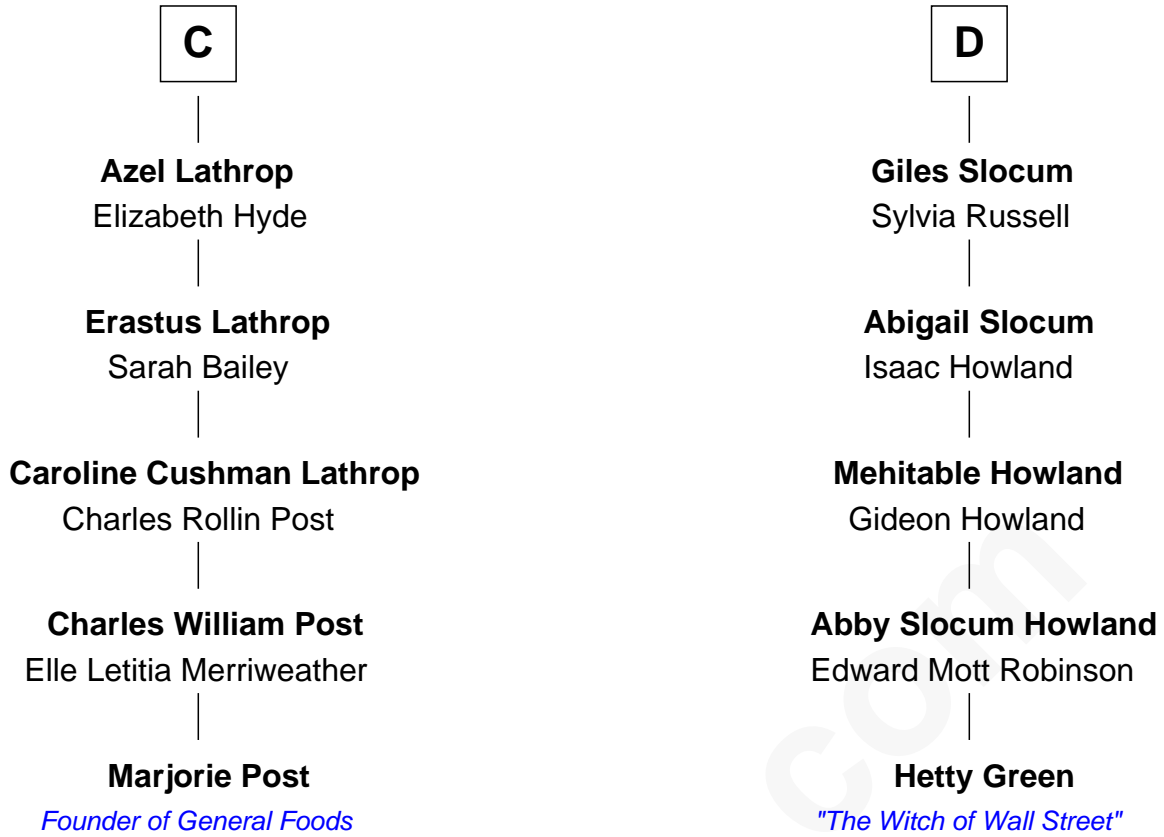 C
Azel Lathrop
Elizabeth Hyde
Erastus Lathrop
Sarah Bailey
Caroline Cushman Lathrop
Charles Rollin Post
Charles William Post
Elle Letitia Merriweather
Marjorie Post
Founder of General Foods
D
Giles Slocum
Sylvia Russell
Abigail Slocum
Isaac Howland
Mehitable Howland
Gideon Howland
Abby Slocum Howland
Edward Mott Robinson
Hetty Green
"The Witch of Wall Street"
com